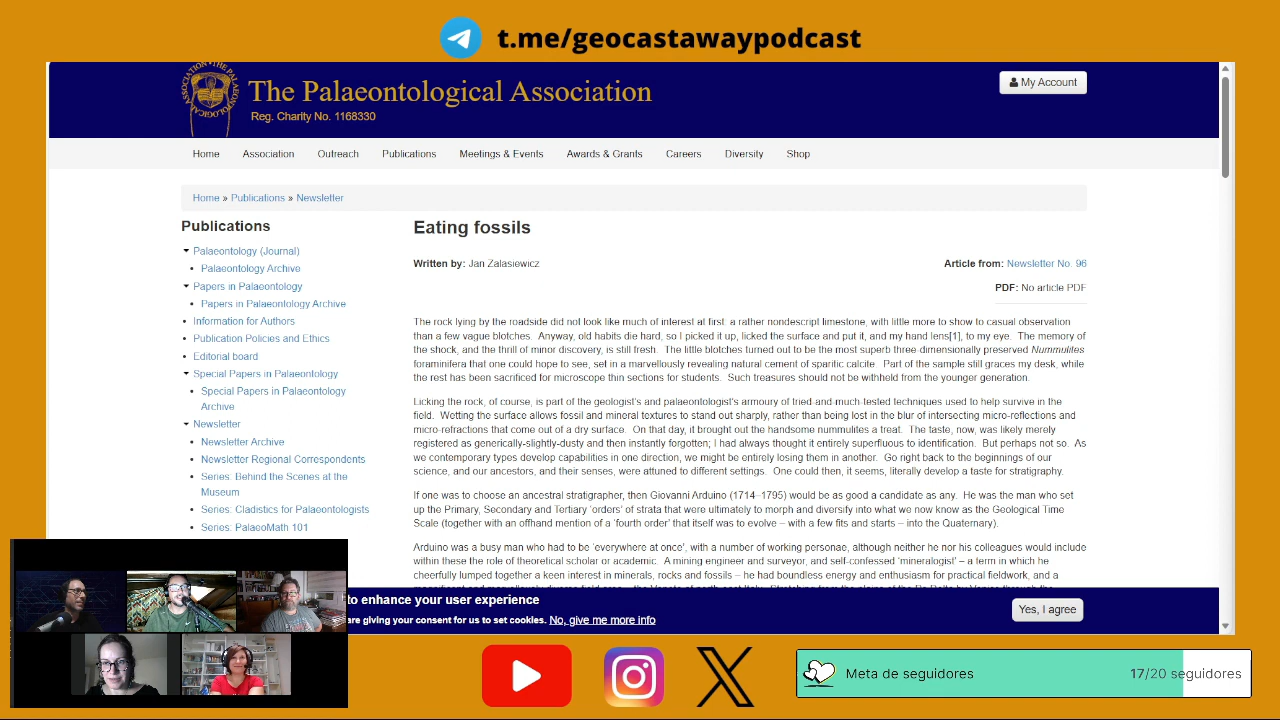 t.me/geocastawaypodcast
The Palaeontological Association
Reg. Charity No. 1168330
My Account
Home Association Outreach Publications Meetings & Events Awards & Grants Careers Diversity Shop
Home » Publications » Newsletter
Publications
Palaeontology (Journal)
Palaeontology Archive
Papers in Palaeontology
Papers in Palaeontology Archive
Information for Authors
Publication Policies and Ethics
Editorial board
Special Papers in Palaeontology
Special Papers in Palaeontology
Archive
Newsletter
Newsletter Archive
Newsletter Regional Correspondents
Series: Behind the Scenes at the
Museum
Series: Cladistics for Palaeontologists
Series: PalaeoMath 101
Eating fossils
Written by: Jan Zalasiewicz
Article from: Newsletter No. 96
PDF: No article PDF
The rock lying by the roadside did not look like much of interest at first: a rather nondescript limestone, with little more to show to casual observation
than a few vague blotches. Anyway, old habits die hard, so I picked it up, licked the surface and put it, and my hand lens[1], to my eye. The memory of
the shock, and the thrill of minor discovery, is still fresh. The little blotches turned out to be the most superb three-dimensionally preserved Nummulites
foraminifera that one could hope to see, set in a marvellously revealing natural cement of sparitic calcite. Part of the sample still graces my desk, while
the rest has been sacrificed for microscope thin sections for students. Such treasures should not be withheld from the younger generation.
Licking the rock, of course, is part of the geologist's and palaeontologist's armoury of tried-and-much-tested techniques used to help survive in the
field. Wetting the surface allows fossil and mineral textures to stand out sharply, rather than being lost in the blur of intersecting micro-reflections and
micro-refractions that come out of a dry surface. On that day, it brought out the handsome nummulites a treat. The taste, now, was likely merely
registered as generically-slightly-dusty and then instantly forgotten; I had always thought it entirely superfluous to identification. But perhaps not so. As
we contemporary types develop capabilities in one direction, we might be entirely losing them in another. Go right back to the beginnings of our
science, and our ancestors, and their senses, were attuned to different settings. One could then, it seems, literally develop a taste for stratigraphy.
If one was to choose an ancestral stratigrapher, then Giovanni Arduino (1714–1795) would be as good a candidate as any. He was the man who set
up the Primary, Secondary and Tertiary 'orders' of strata that were ultimately to morph and diversify into what we now know as the Geological Time
Scale (together with an offhand mention of a 'fourth order' that itself was to evolve – with a few fits and starts – into the Quaternary).
Arduino was a busy man who had to be 'everywhere at once', with a number of working personae, although neither he nor his colleagues would include
within these the role of theoretical scholar or academic. A mining engineer and surveyor, and self-confessed 'mineralogist' – a term in which he
cheerfully lumped together a keen interest in minerals, rocks and fossils – he had boundless energy and enthusiasm for practical fieldwork, and a
to enhance your user experience
are giving your consent for us to set cookies. No, give me more info
Yes, I agree
Meta de seguidores 17/20 seguidores